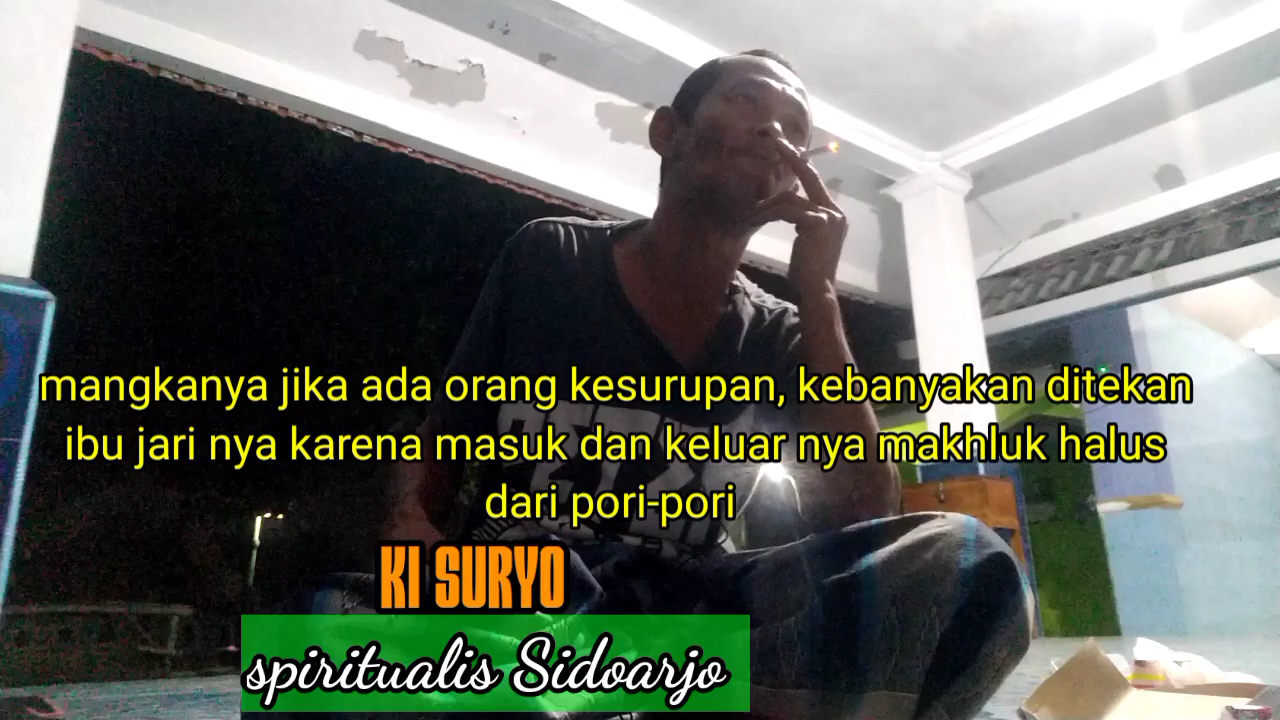 mangkanya jika ada orang kesurupan, kebanyakan ditekan
ibu jari nya karena masuk dan keluar nya makhluk halus
dari pori-pori
KI SURYO
spiritualis Sidoarjo